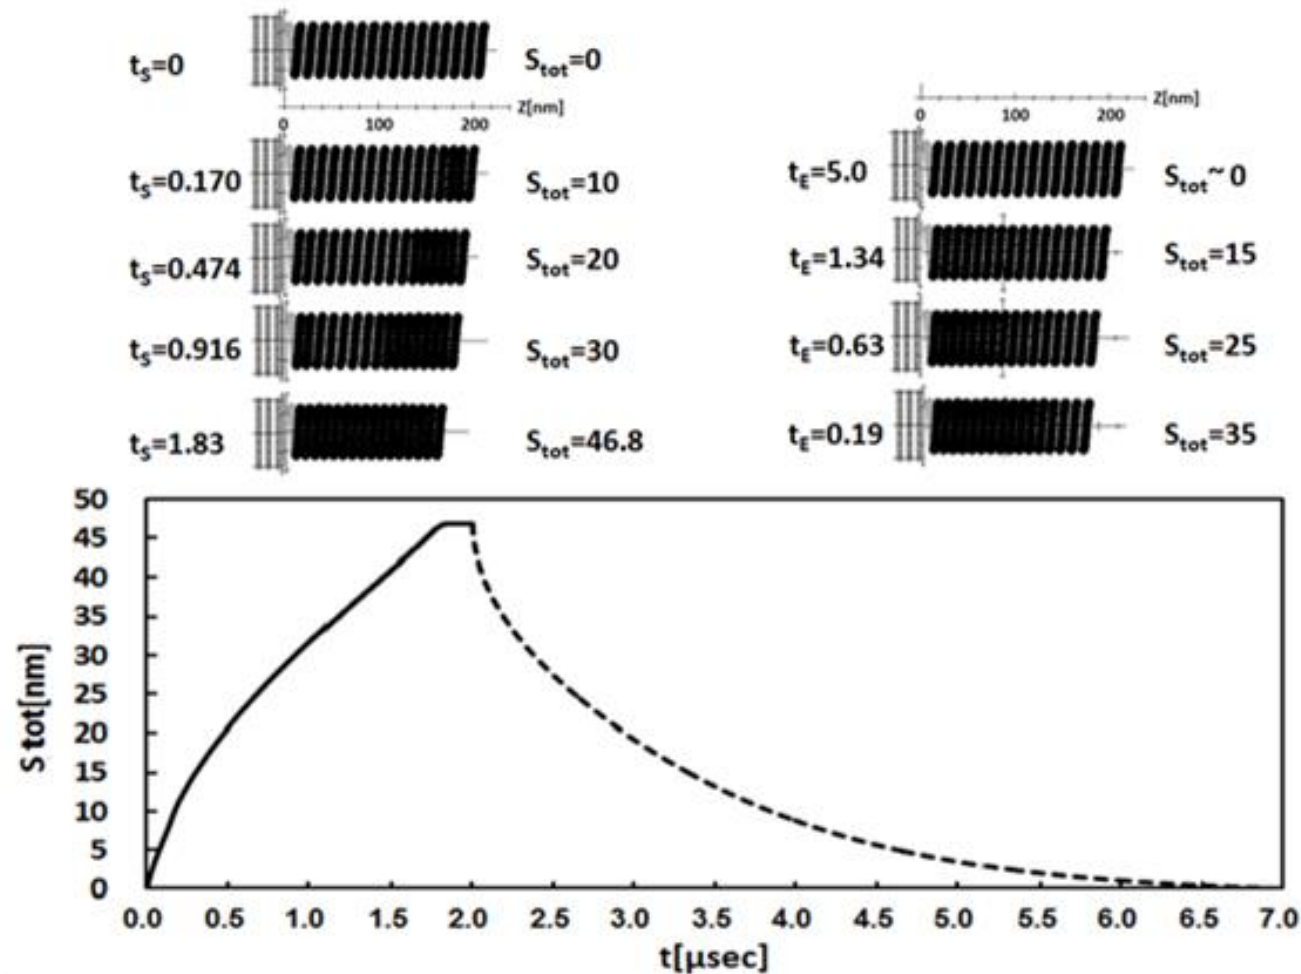 t_S=0 S_tot=0
Z[nm]
0 100 200
t_S=0.170 S_tot=10
t_S=0.474 S_tot=20
t_S=0.916 S_tot=30
t_S=1.83 S_tot=46.8
Z[nm]
0 100 200
t_E=5.0 S_tot~0
t_E=1.34 S_tot=15
t_E=0.63 S_tot=25
t_E=0.19 S_tot=35
S tot[nm]
50
45
40
35
30
25
20
15
10
5
0
0.0 0.5 1.0 1.5 2.0 2.5 3.0 3.5 4.0 4.5 5.0 5.5 6.0 6.5 7.0
t[μsec]